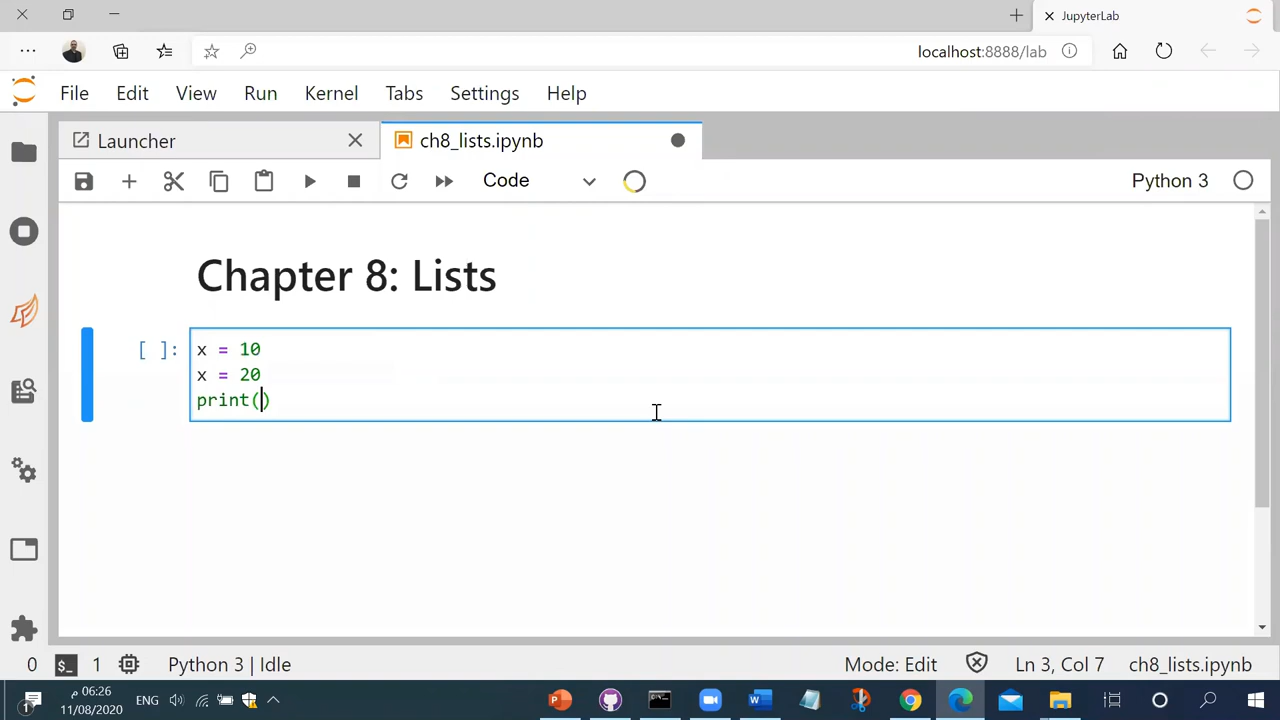 JupyterLab
localhost:8888/lab
File Edit View Run Kernel Tabs Settings Help
Launcher ch8_lists.ipynb
Code Python 3
Chapter 8: Lists
[ ]: x = 10
x = 20
print()
0 $_ 1 Python 3 | Idle Mode: Edit Ln 3, Col 7 ch8_lists.ipynb
1 06:26 م ENG
11/08/2020